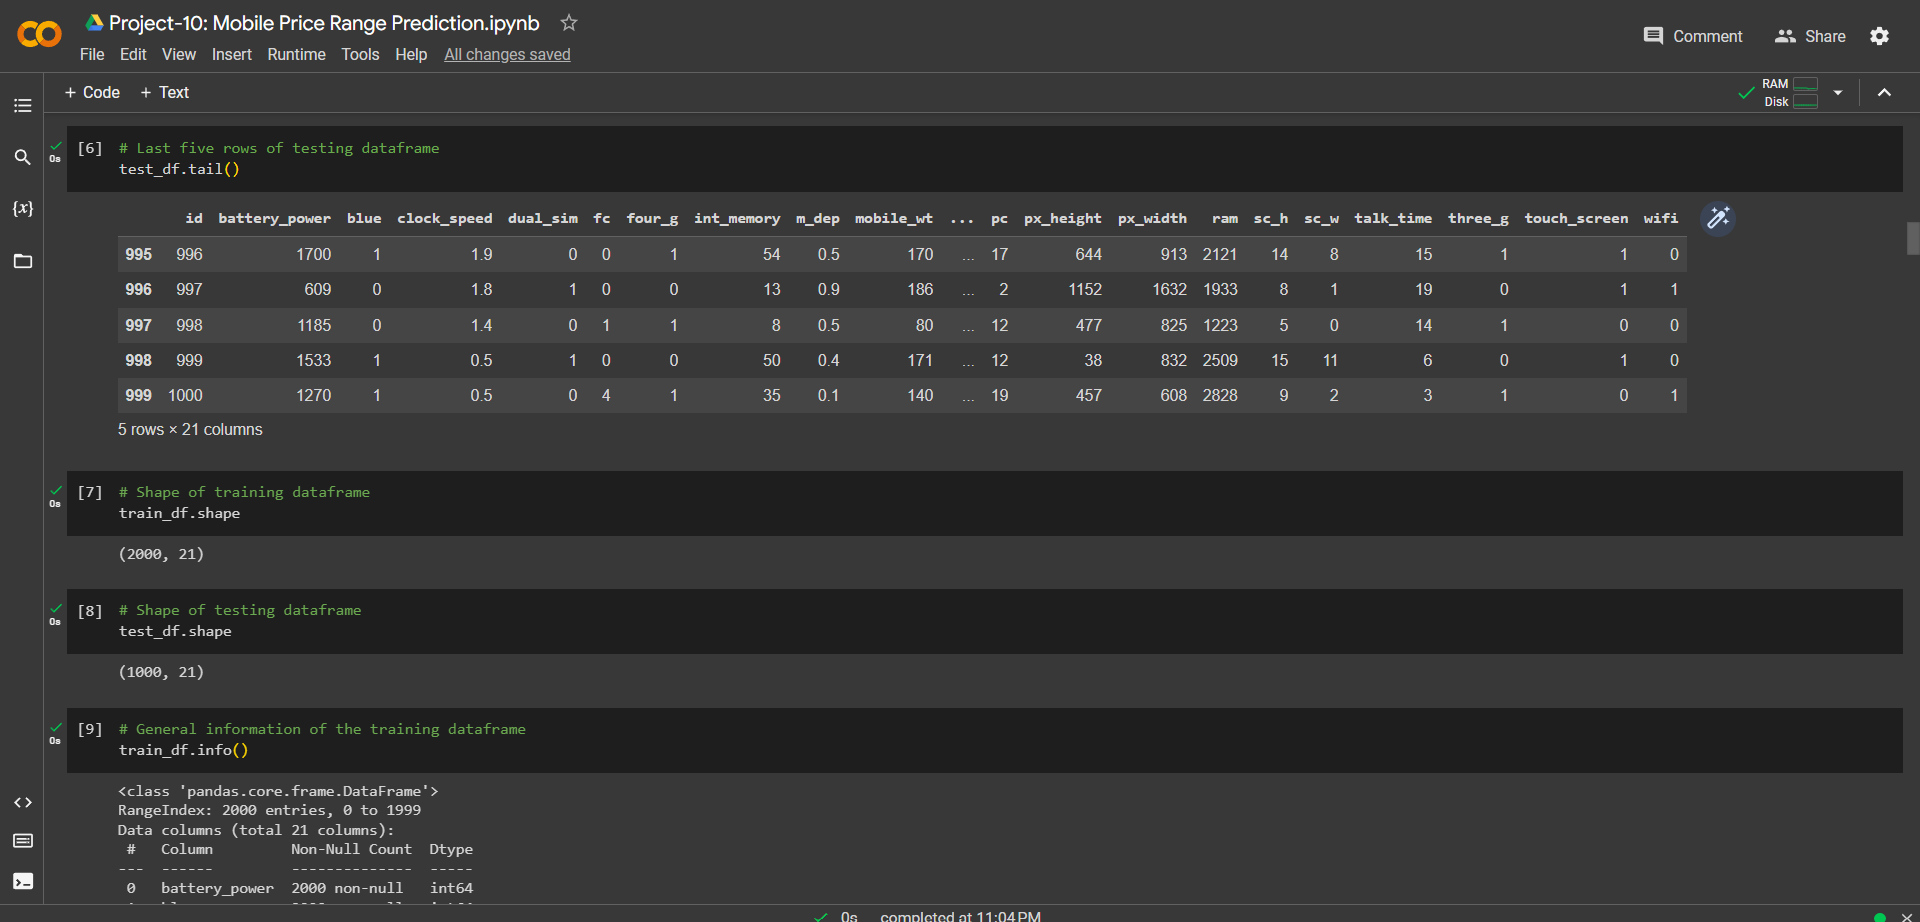 Project-10: Mobile Price Range Prediction.ipynb
File Edit View Insert Runtime Tools Help All changes saved
Comment Share
+ Code + Text
RAM
Disk
0s
[6] # Last five rows of testing dataframe
test_df.tail()
id battery_power blue clock_speed dual_sim fc four_g int_memory m_dep mobile_wt ... pc px_height px_width ram sc_h sc_w talk_time three_g touch_screen wifi
995 996 1700 1 1.9 0 0 1 54 0.5 170 ... 17 644 913 2121 14 8 15 1 1 0
996 997 609 0 1.8 1 0 0 13 0.9 186 ... 2 1152 1632 1933 8 1 19 0 1 1
997 998 1185 0 1.4 0 1 1 8 0.5 80 ... 12 477 825 1223 5 0 14 1 0 0
998 999 1533 1 0.5 1 0 0 50 0.4 171 ... 12 38 832 2509 15 11 6 0 1 0
999 1000 1270 1 0.5 0 4 1 35 0.1 140 ... 19 457 608 2828 9 2 3 1 0 1
5 rows × 21 columns
0s
[7] # Shape of training dataframe
train_df.shape
(2000, 21)
0s
[8] # Shape of testing dataframe
test_df.shape
(1000, 21)
0s
[9] # General information of the training dataframe
train_df.info()
<class 'pandas.core.frame.DataFrame'>
RangeIndex: 2000 entries, 0 to 1999
Data columns (total 21 columns):
# Column Non-Null Count Dtype
--- ------ -------------- -----
0 battery_power 2000 non-null int64
0s completed at 11:04 PM